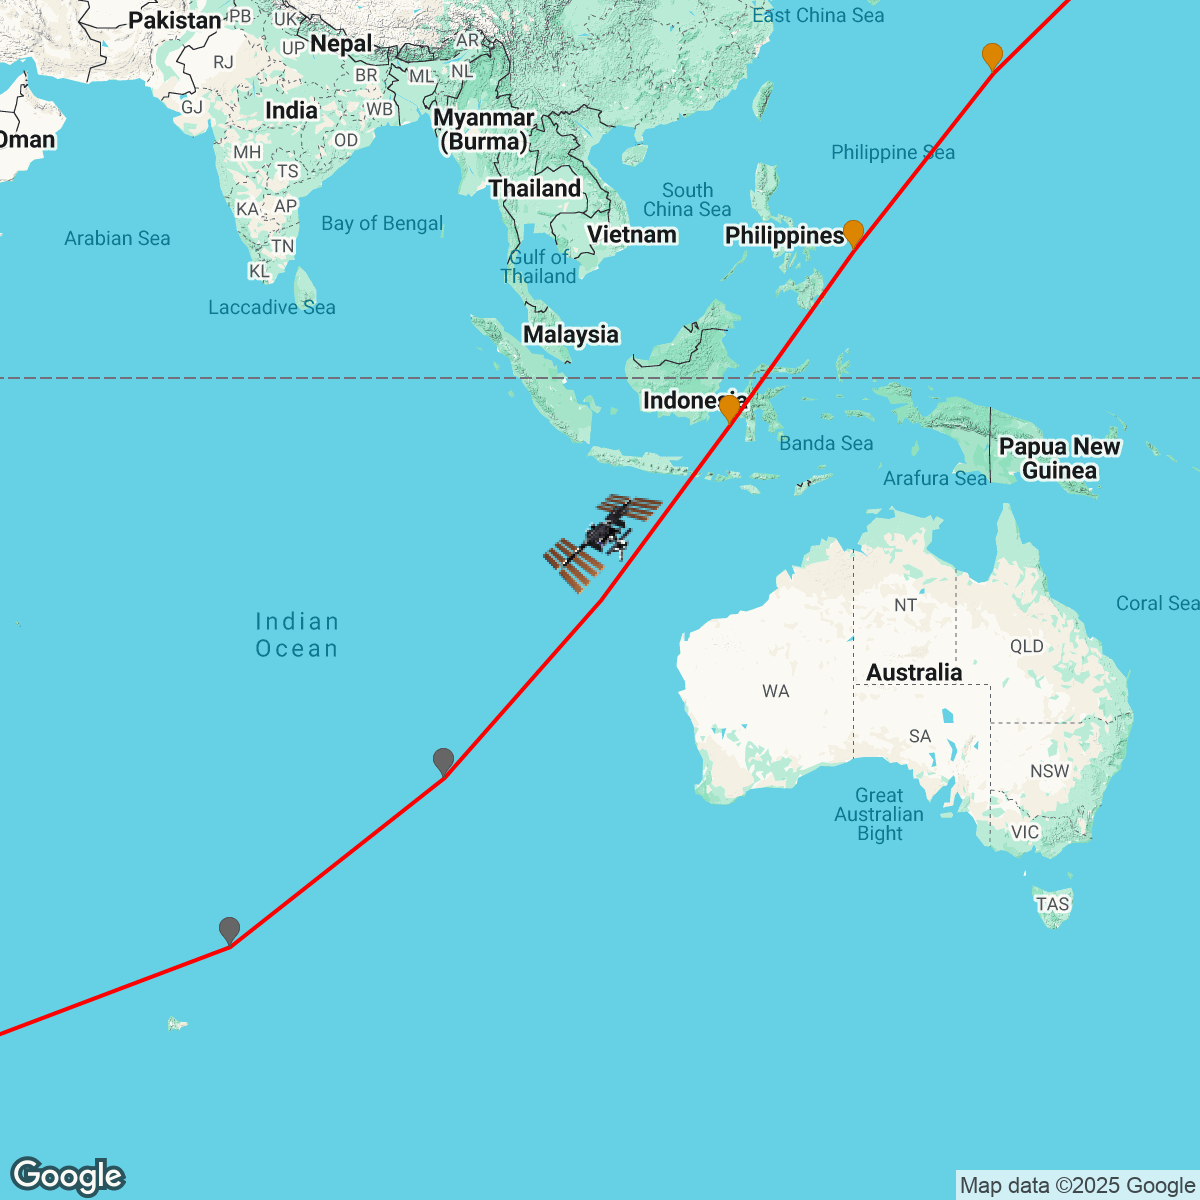 East China Sea
Pakistan
PB
UK
Nepal
AR
UP
RJ
NL
BR
ML
GJ
India
WB
Myanmar
(Burma)
Oman
OD
MH
Philippine Sea
TS
Thailand
South
China Sea
KA
AP
Bay of Bengal
Arabian Sea
Vietnam
Philippines
TN
Gulf of
Thailand
KL
Laccadive Sea
Malaysia
Indonesia
Banda Sea
Papua New
Guinea
Arafura Sea
Indian
Ocean
NT
Coral Sea
QLD
Australia
WA
SA
NSW
Great
Australian
Bight
VIC
TAS
Google
Map data ©2025 Google